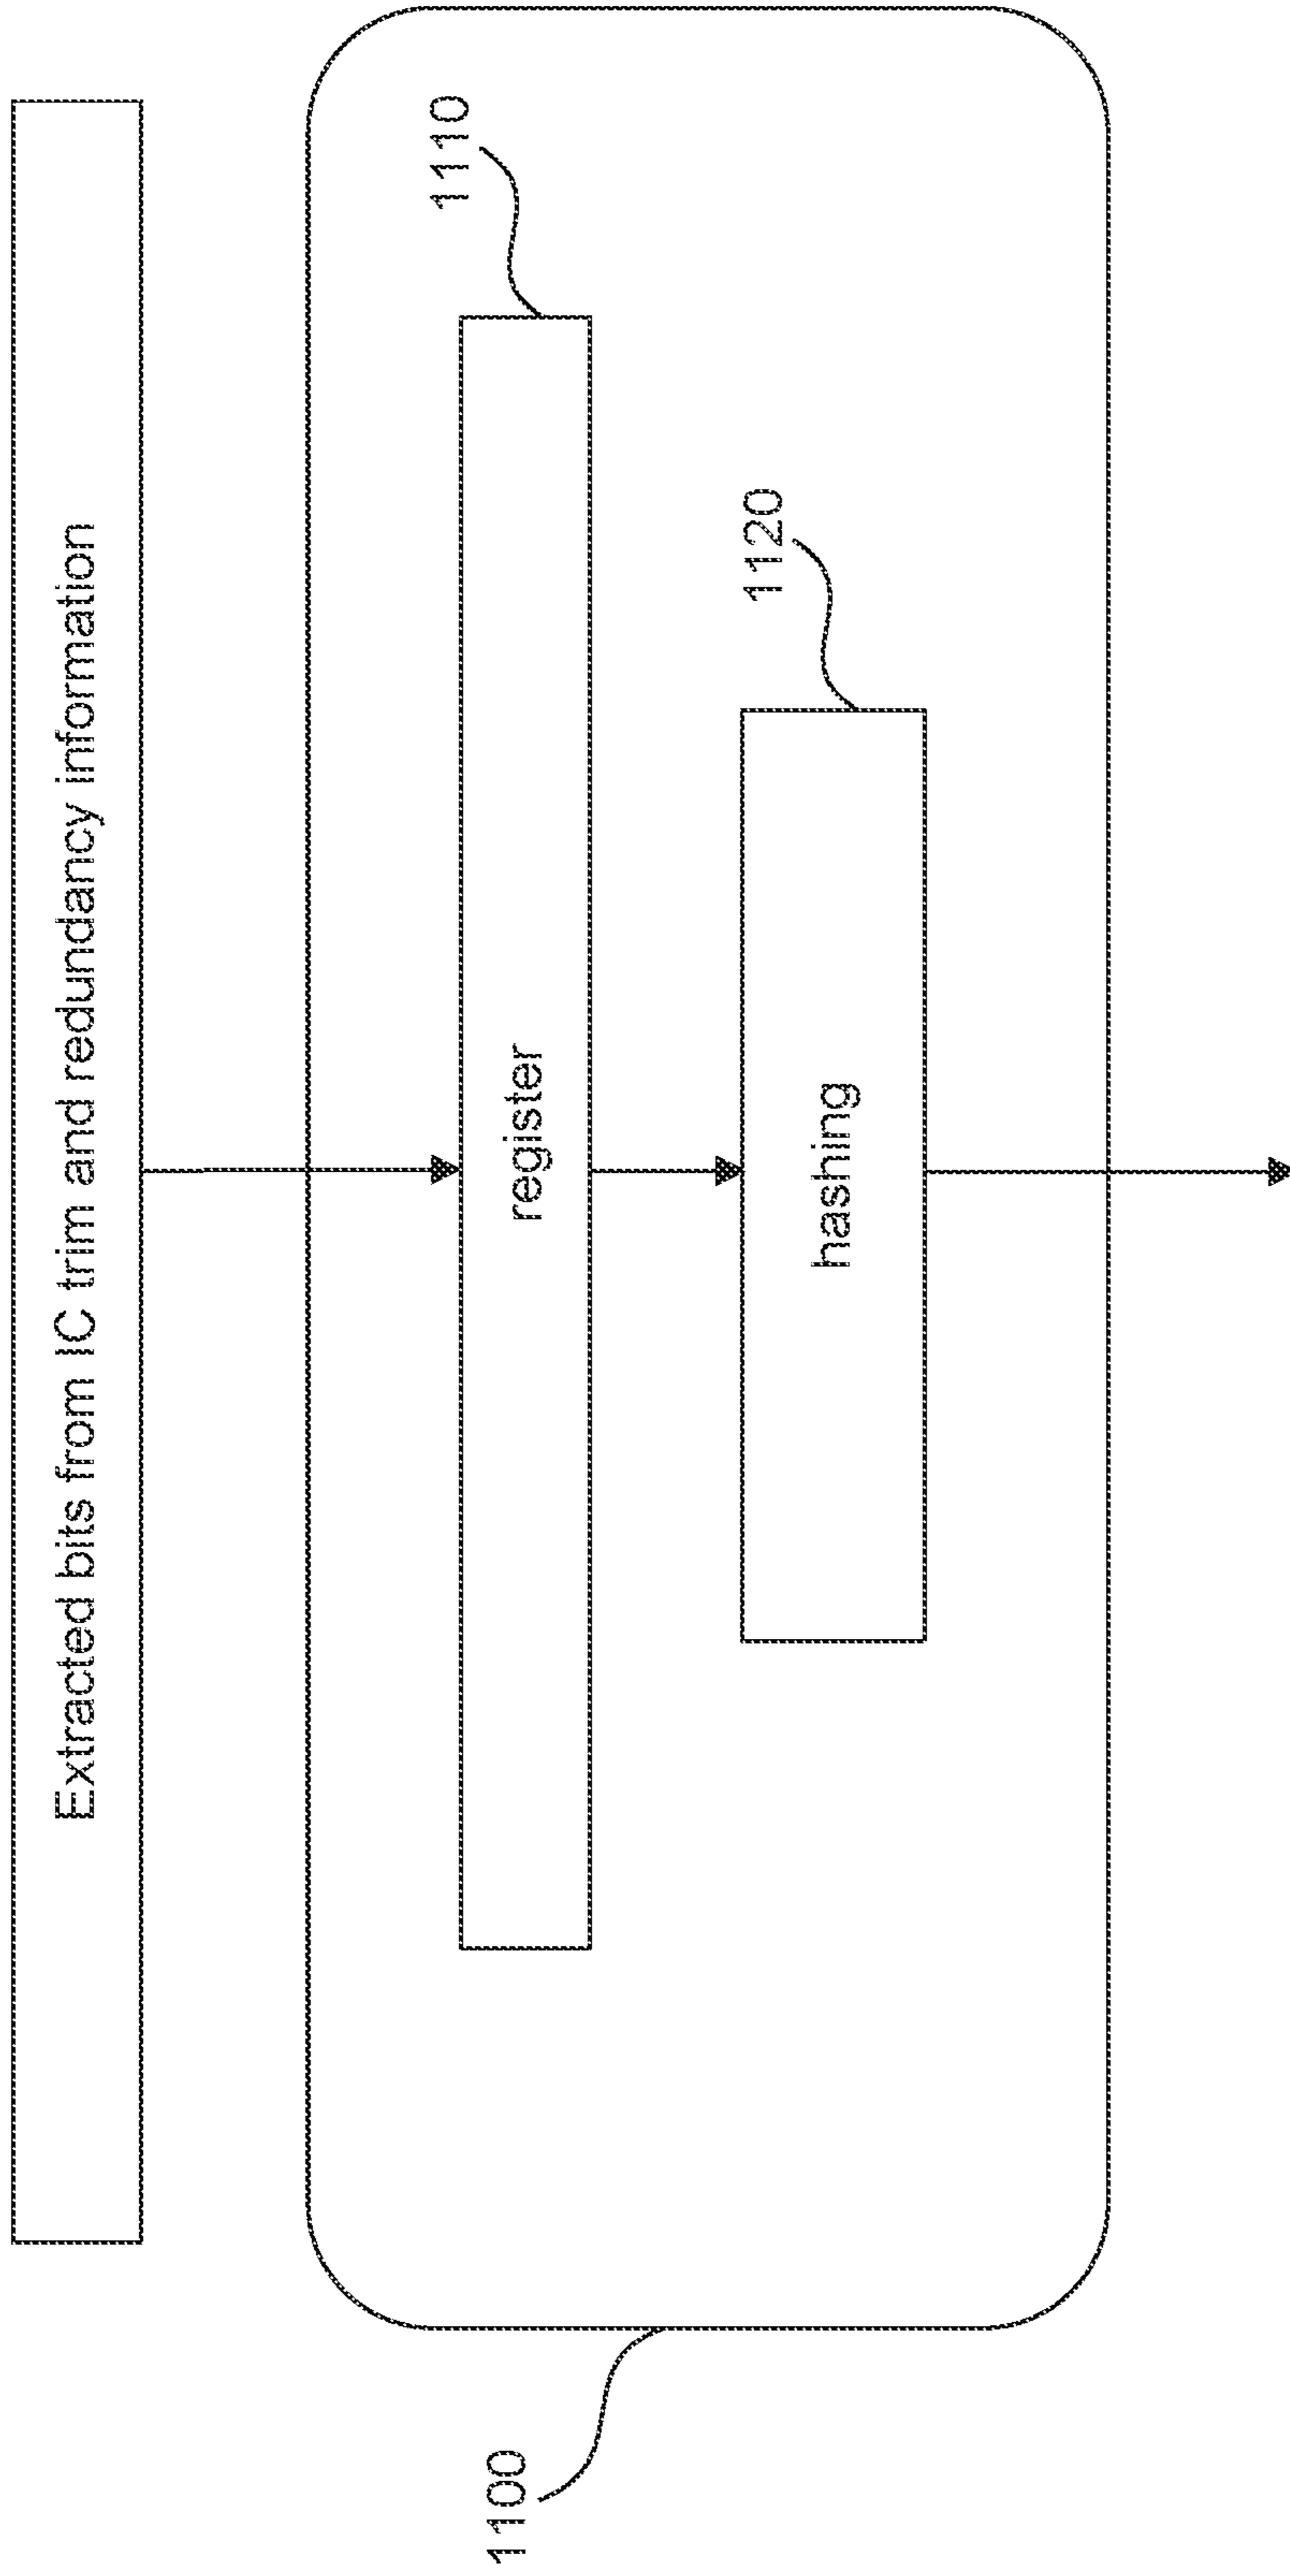 Extracted bits from IC trim and redundancy information
1100
register
1110
hashing
1120